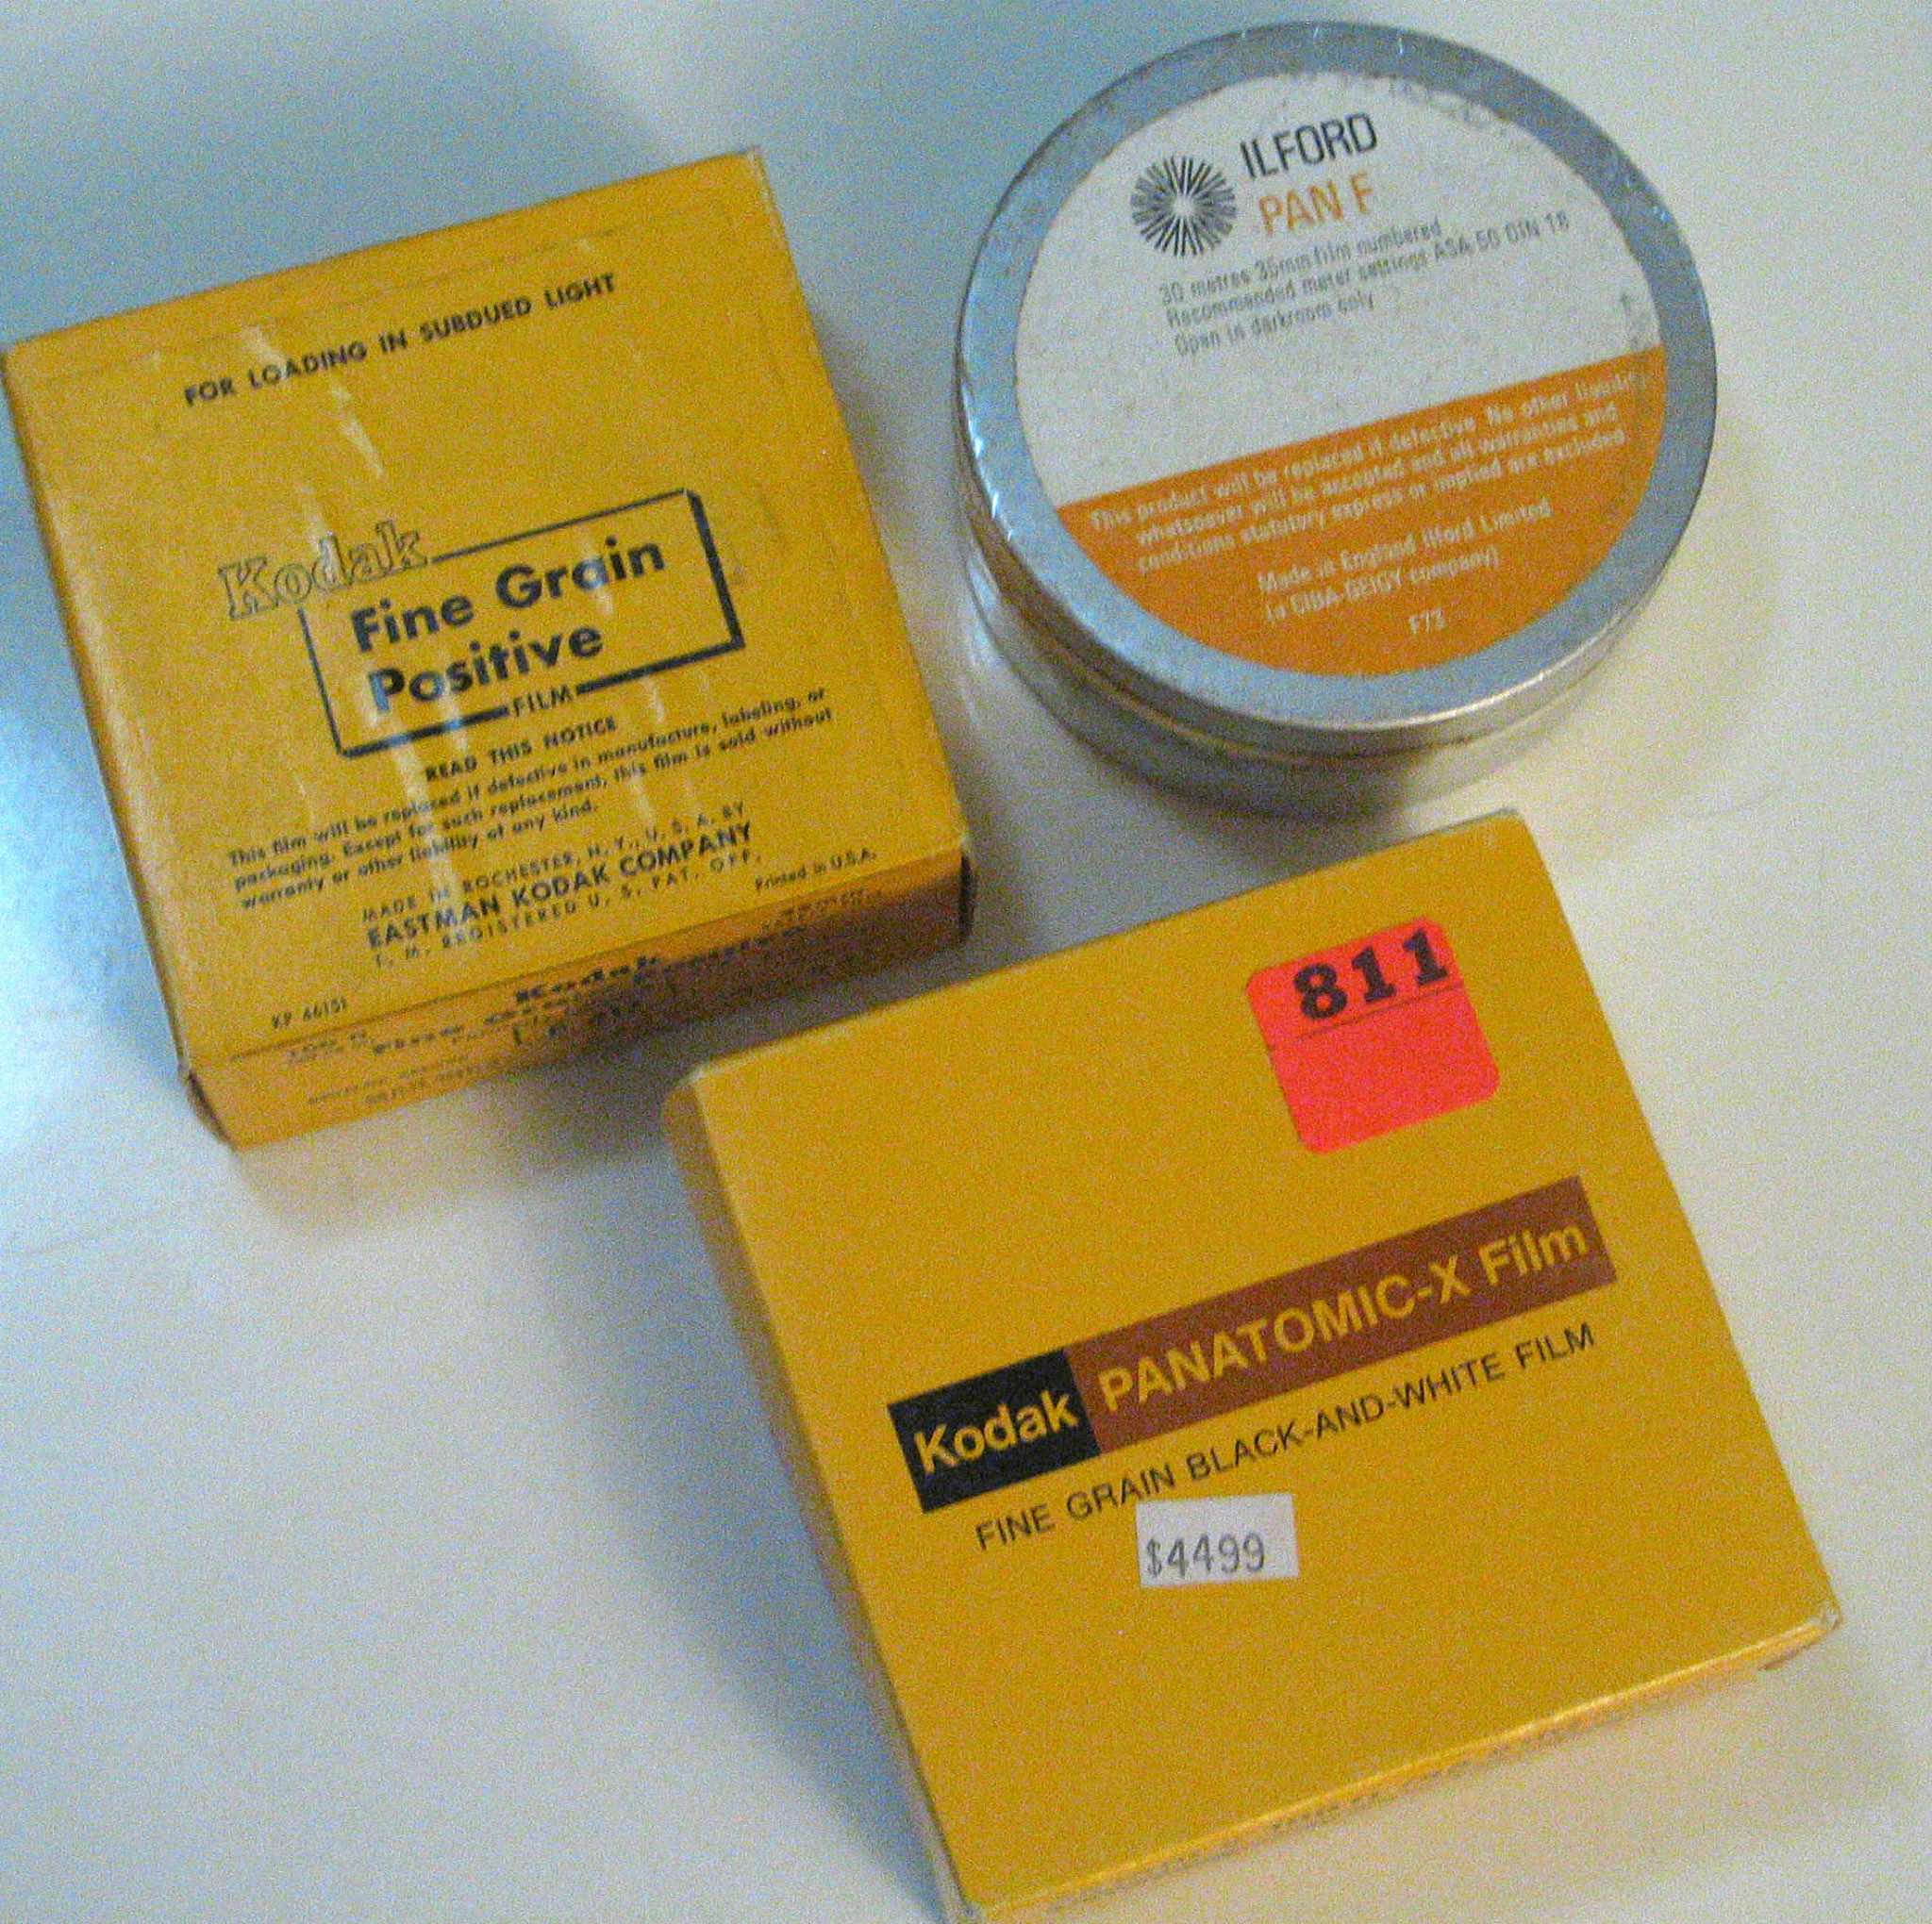 FOR LOADING IN SUBDUED LIGHT
Kodak
Fine Grain
Positive
FILM
READ THIS NOTICE
This film will be replaced if defective in manufacture, labeling, or
packaging. Except for such replacement, this film is sold without
warranty or other liability of any kind.
MADE IN ROCHESTER, N. Y., U. S. A. BY
EASTMAN KODAK COMPANY
T. M. REGISTERED U. S. PAT. OFF.
Printed in U.S.A.
KP 66151
Kodak
ILFORD
PAN F
30 metres 35mm film numbered
Recommended meter settings ASA 50 DIN 18
Open in darkroom only
This product will be replaced if defective. No other liability
whatsoever will be accepted and all warranties and
conditions statutory express or implied are excluded.
Made in England Ilford Limited
(a CIBA-GEIGY company)
F73
811
Kodak PANATOMIC-X Film
FINE GRAIN BLACK-AND-WHITE FILM
$4499